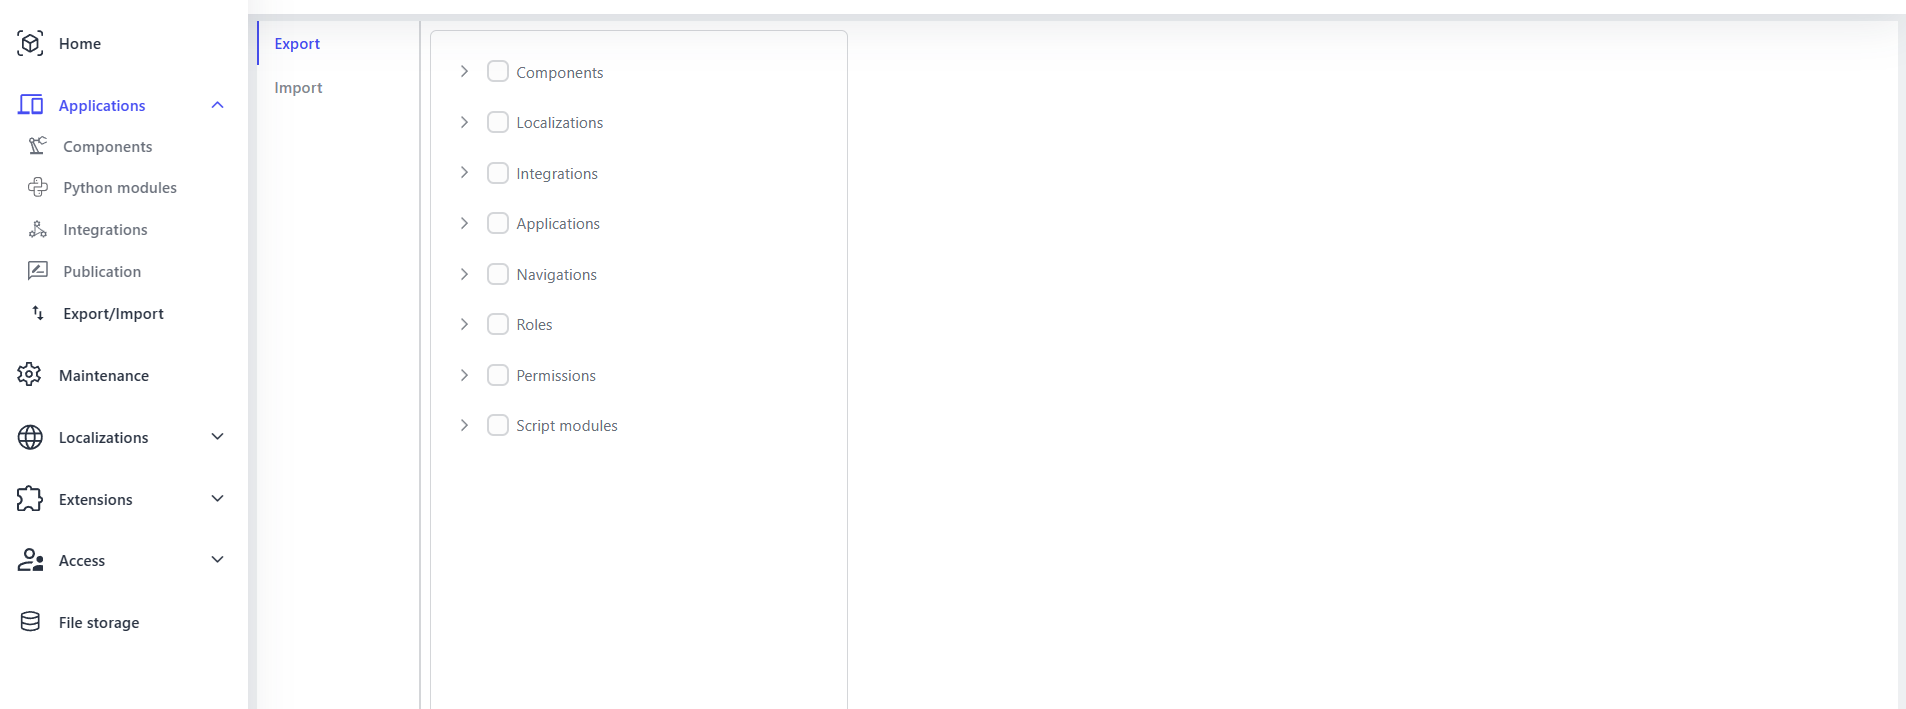 Home
Applications
Components
Python modules
Integrations
Publication
Export/Import
Maintenance
Localizations
Extensions
Access
File storage
Export
Import
Components
Localizations
Integrations
Applications
Navigations
Roles
Permissions
Script modules